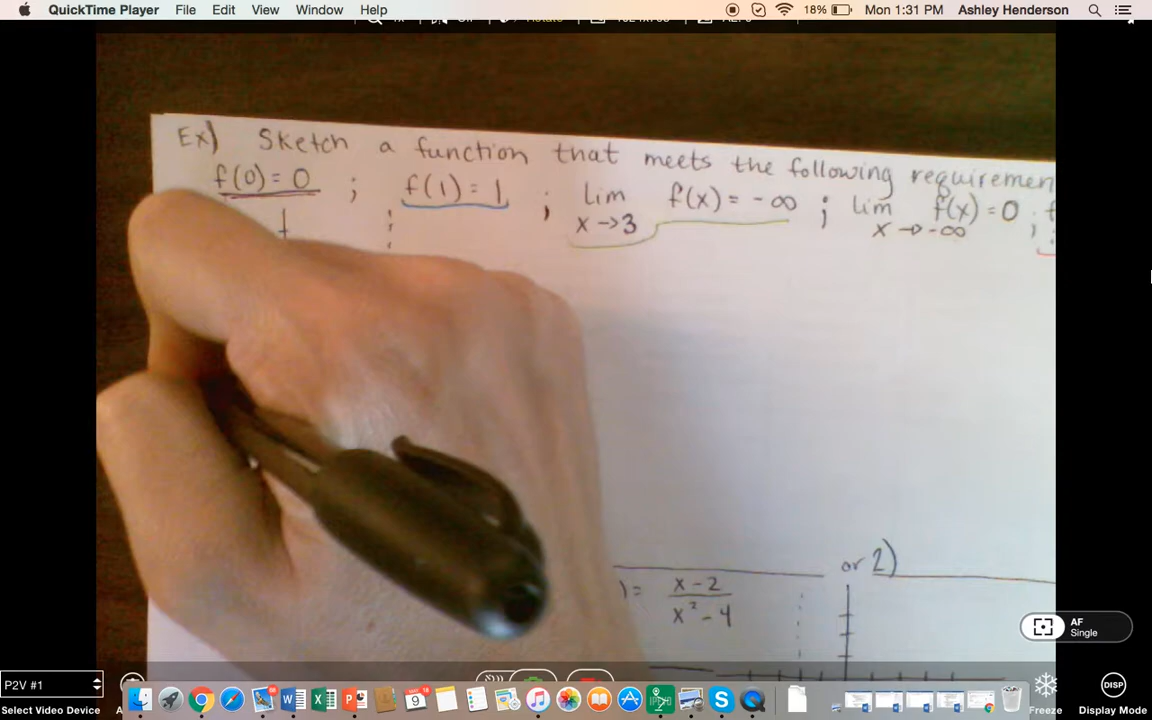 QuickTime Player File Edit View Window Help 18% Mon 1:31 PM Ashley Henderson
Ex) Sketch a function that meets the following requiremen
f(0) = 0 ; f(1) = 1 ; lim f(x) = -∞ ; lim f(x) = 0 ; f
x → 3 x → -∞
or 2)
) = x - 2
x² - 4
P2V #1
Select Video Device
AF
Single
Freeze
DISP
Display Mode